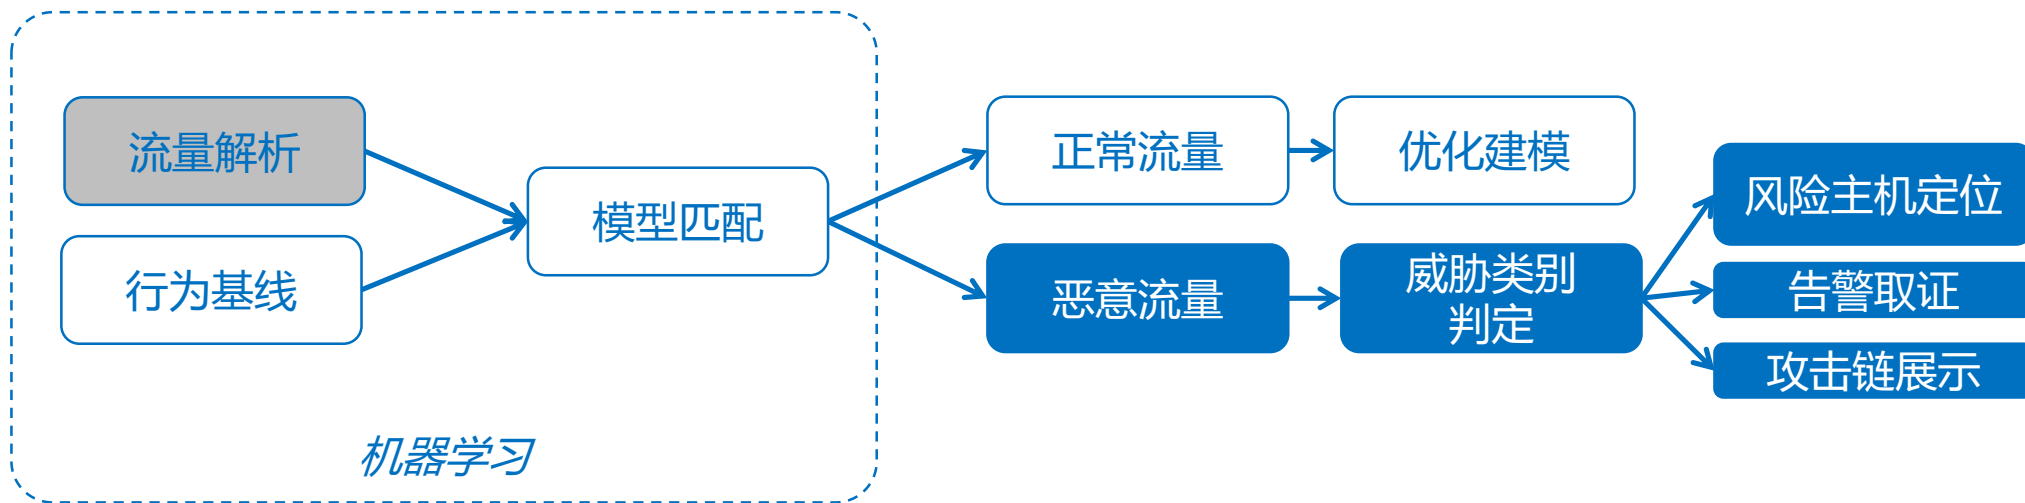 流量解析
行为基线
模型匹配
机器学习
正常流量
优化建模
恶意流量
威胁类别
判定
风险主机定位
告警取证
攻击链展示